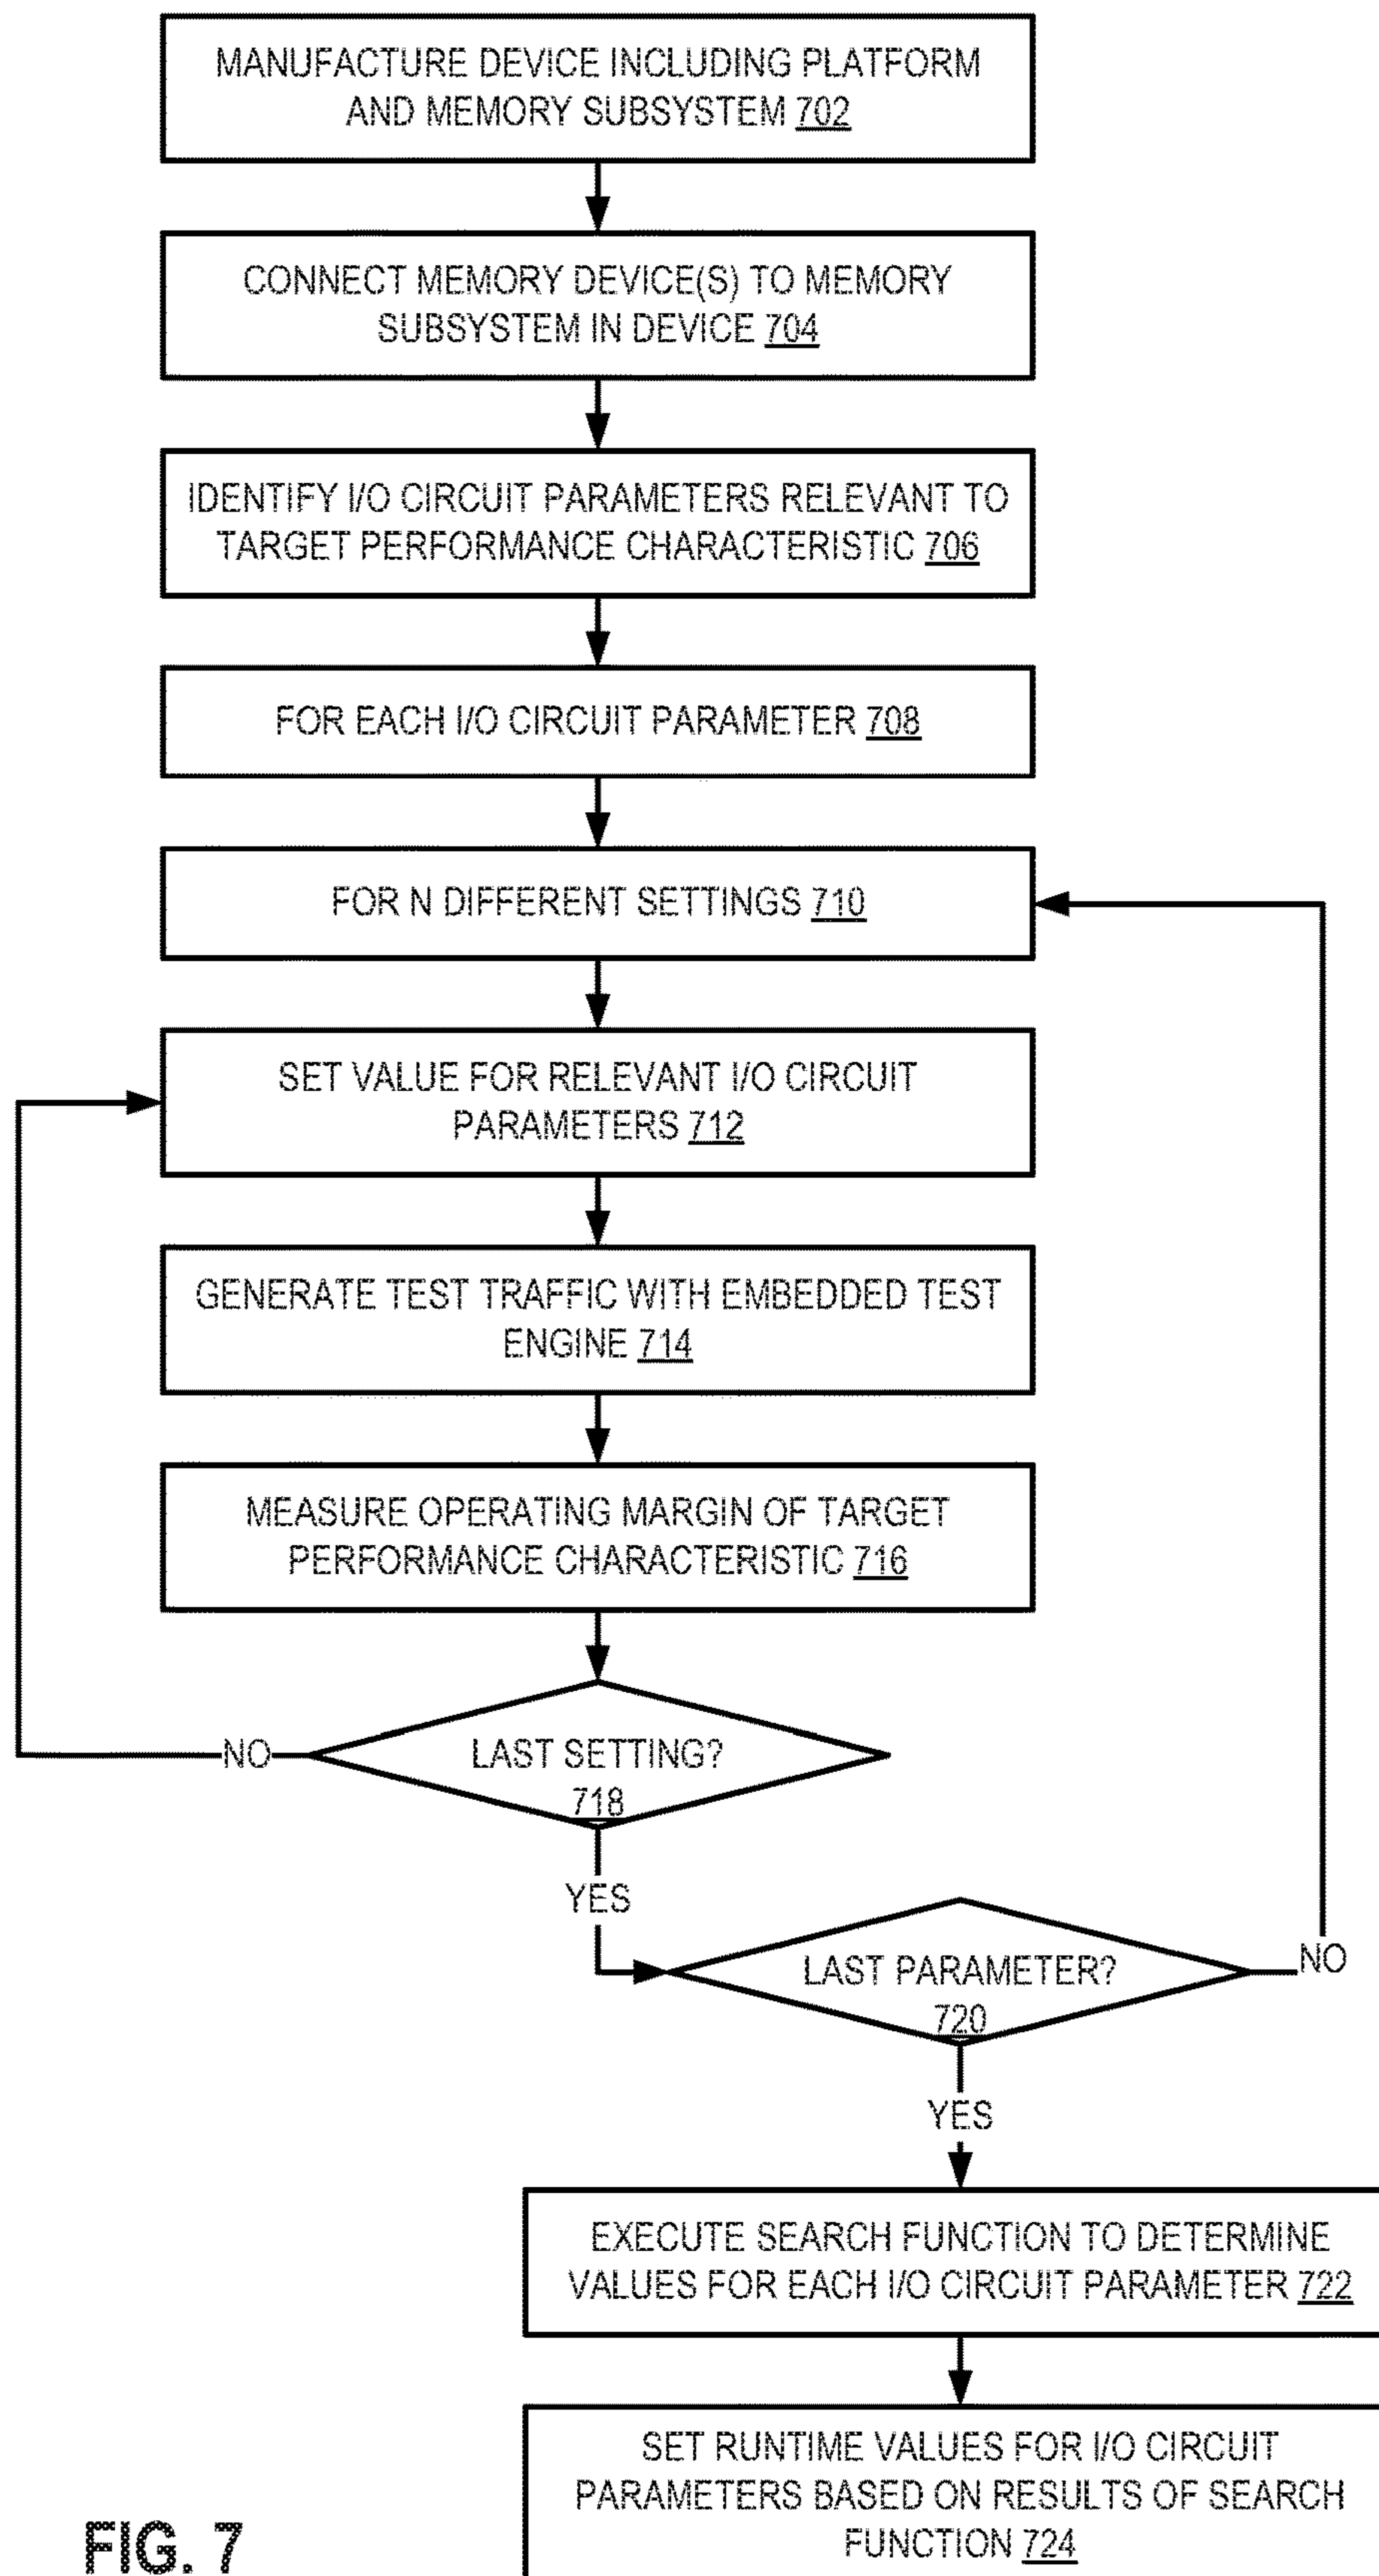 MANUFACTURE DEVICE INCLUDING PLATFORM
AND MEMORY SUBSYSTEM 702
CONNECT MEMORY DEVICE(S) TO MEMORY
SUBSYSTEM IN DEVICE 704
IDENTIFY I/O CIRCUIT PARAMETERS RELEVANT TO
TARGET PERFORMANCE CHARACTERISTIC 706
FOR EACH I/O CIRCUIT PARAMETER 708
FOR N DIFFERENT SETTINGS 710
SET VALUE FOR RELEVANT I/O CIRCUIT
PARAMETERS 712
GENERATE TEST TRAFFIC WITH EMBEDDED TEST
ENGINE 714
MEASURE OPERATING MARGIN OF TARGET
PERFORMANCE CHARACTERISTIC 716
NO
LAST SETTING?
718
YES
LAST PARAMETER?
720
NO
YES
EXECUTE SEARCH FUNCTION TO DETERMINE
VALUES FOR EACH I/O CIRCUIT PARAMETER 722
SET RUNTIME VALUES FOR I/O CIRCUIT
PARAMETERS BASED ON RESULTS OF SEARCH
FUNCTION 724
FIG. 7